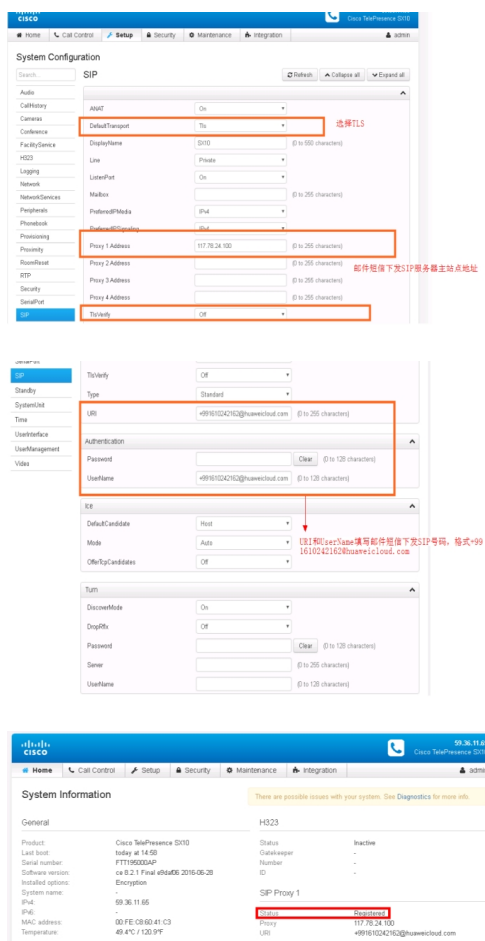 CISCO
Cisco TelePresence SX10
Home Call Control Setup Security Maintenance Integration admin
System Configuration
Search...
SIP
Refresh Collapse all Expand all
Audio
CallHistory
Cameras
Conference
FacilityService
H323
Logging
Network
NetworkServices
Peripherals
Phonebook
Provisioning
Proximity
RoomReset
RTP
Security
SerialPort
SIP
ANAT On
DefaultTransport Tls
选择TLS
DisplayName SX10 (0 to 550 characters)
Line Private
ListenPort On
Mailbox (0 to 255 characters)
PreferredIPMedia IPv4
PreferredIPSignaling IPv4
Proxy 1 Address 117.78.24.100 (0 to 255 characters)
邮件短信下发SIP服务器主站点地址
Proxy 2 Address (0 to 255 characters)
Proxy 3 Address (0 to 255 characters)
Proxy 4 Address (0 to 255 characters)
TlsVerify Off
SerialPort
SIP
Standby
SystemUnit
Time
UserInterface
UserManagement
Video
TlsVerify Off
Type Standard
URI +991610242162@huaweicloud.com (0 to 255 characters)
Authentication
Password Clear (0 to 128 characters)
UserName +991610242162@huaweicloud.com (0 to 128 characters)
Ice
DefaultCandidate Host
Mode Auto
OfferTcpCandidates Off
URI和UserName填写邮件短信下发SIP号码，格式+99
1610242162@huaweicloud.com
Turn
DiscoverMode On
DropRflx Off
Password Clear (0 to 128 characters)
Server (0 to 255 characters)
UserName (0 to 128 characters)
CISCO
59.36.11.6
Cisco TelePresence SX10
Home Call Control Setup Security Maintenance Integration admin
System Information
There are possible issues with your system. See Diagnostics for more info.
General
Product: Cisco TelePresence SX10
Last boot: today at 14:58
Serial number: FTT195000AP
Software version: ce 8.2.1 Final e9daf06 2016-06-28
Installed options: Encryption
System name: -
IPv4: 59.36.11.65
IPv6: -
MAC address: 00:FE:C8:60:41:C3
Temperature: 49.4°C / 120.9°F
H323
Status Inactive
Gatekeeper -
Number -
ID -
SIP Proxy 1
Status Registered
Proxy 117.78.24.100
URI +991610242162@huaweicloud.com